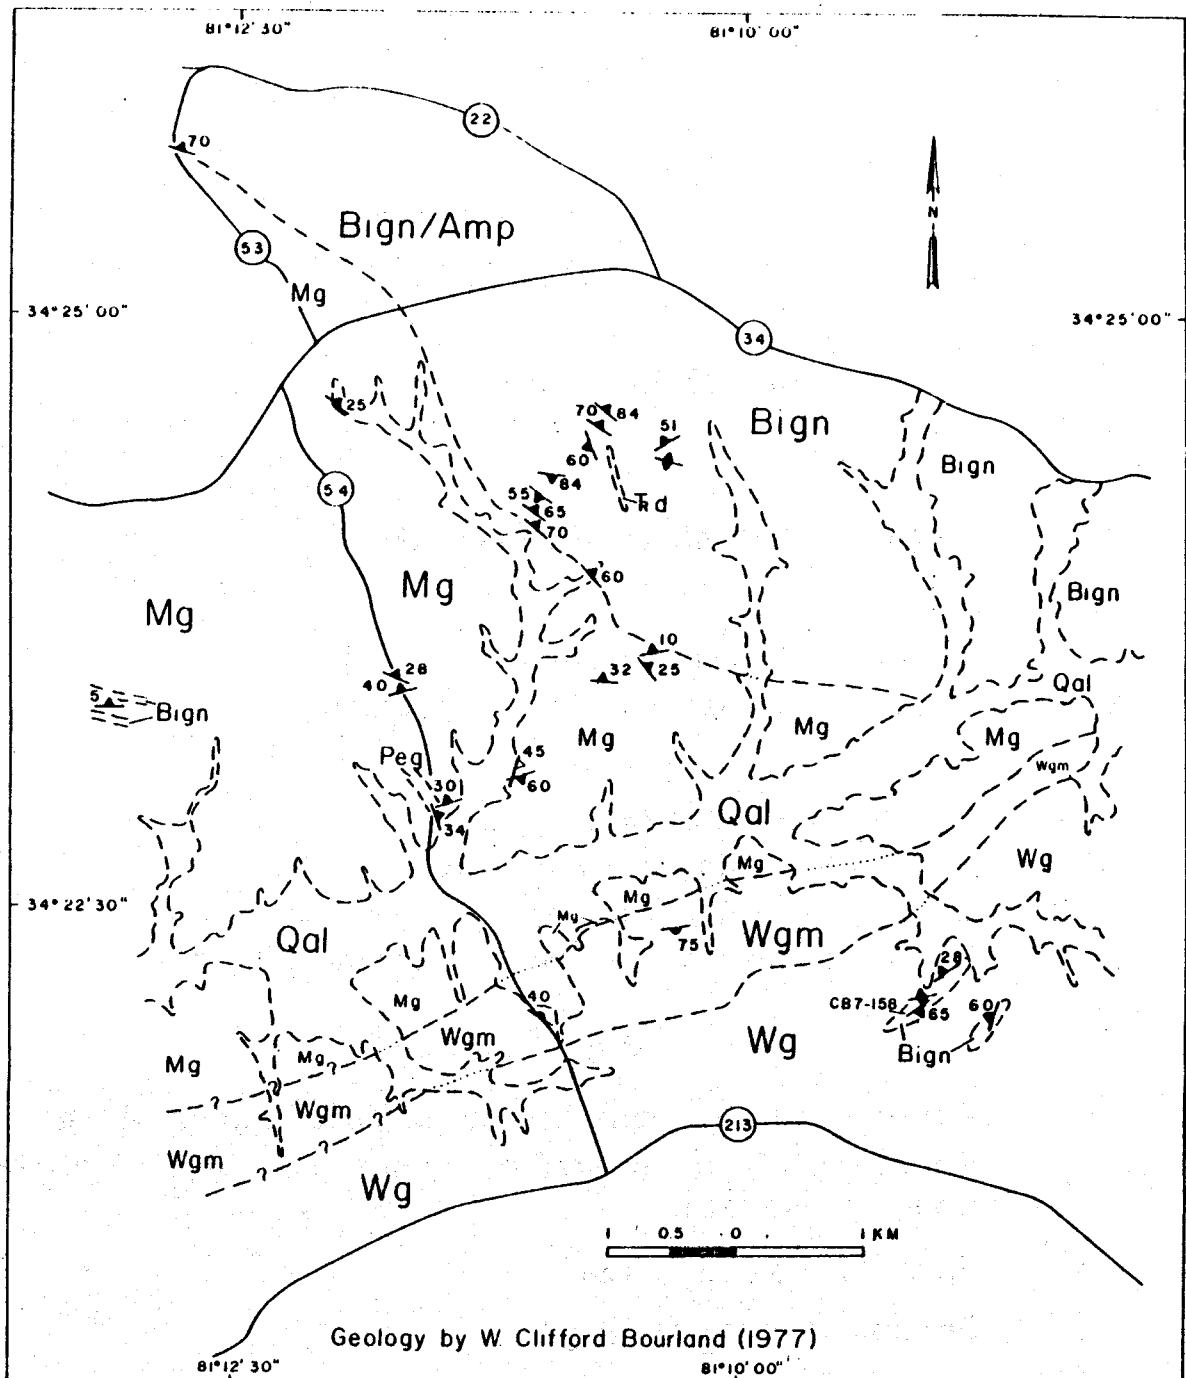 81°12'30" 81°10'00"
22
70
Bign/Amp
N
53
Mg
34°25'00" 34°25'00"
34
25
70 84
51
Bign
60
Bign
84
54
55
65
Ꞧd
70
Mg
60
Mg
Bign
10
28
32 25
40
Qal
5
Bign
Mg
Mg
Mg
45
Peg
Wgm
60
30
Qal
34
Mg
Wg
34°22'30"
Mg
Mg
Qal
Wgm
75
28
Mg
40
CB7-158
65
60
Wgm
Wg
Bign
Mg
Mg
?
?
?
?
Wgm
?
213
?
Wgm
?
Wg
1 0.5 0 1 KM
Geology by W. Clifford Bourland (1977)
81°12'30" 81°10'00"